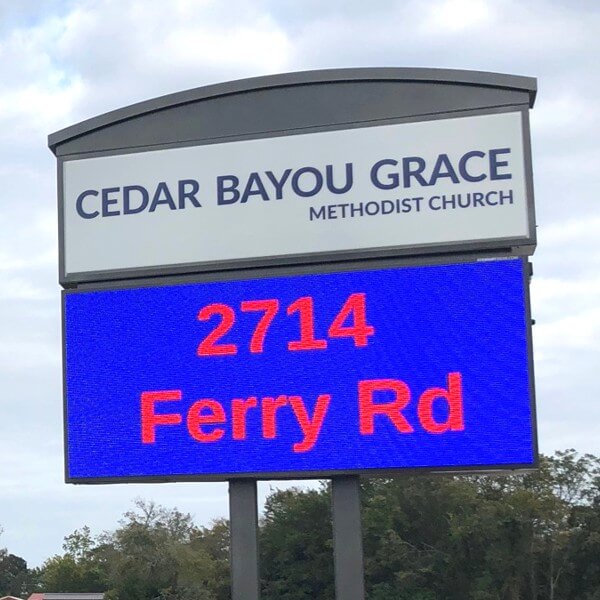 CEDAR BAYOU GRACE
METHODIST CHURCH
2714
Ferry Rd